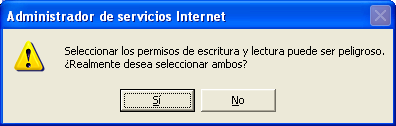 Administrador de servicios Internet
Seleccionar los permisos de escritura y lectura puede ser peligroso.
¿Realmente desea seleccionar ambos?
Sí No